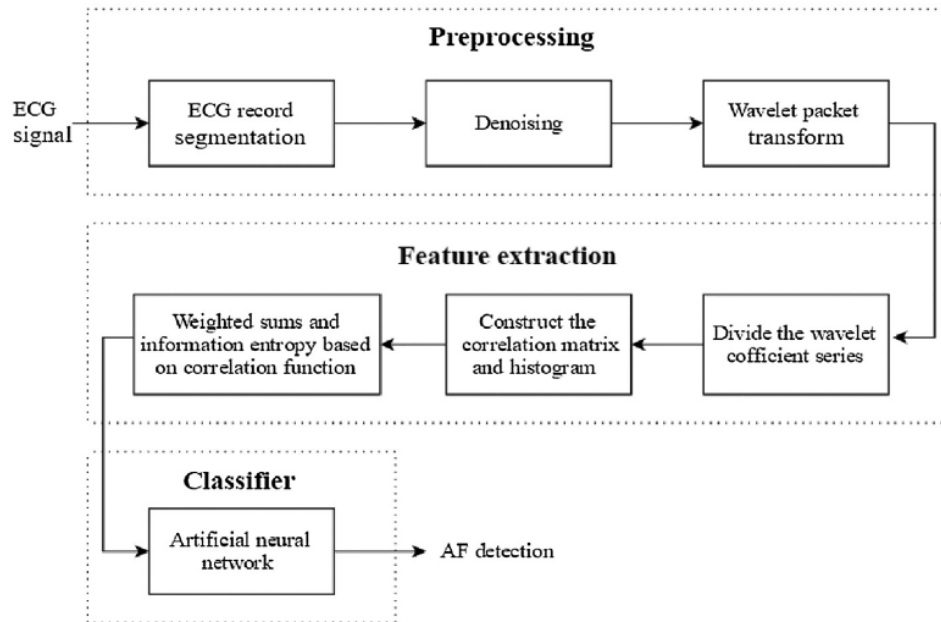 Preprocessing
ECG
signal
ECG record
segmentation
Denoising
Wavelet packet
transform
Feature extraction
Weighted sums and
information entropy based
on correlation function
Construct the
correlation matrix
and histogram
Divide the wavelet
cofficient series
Classifier
Artificial neural
network
AF detection